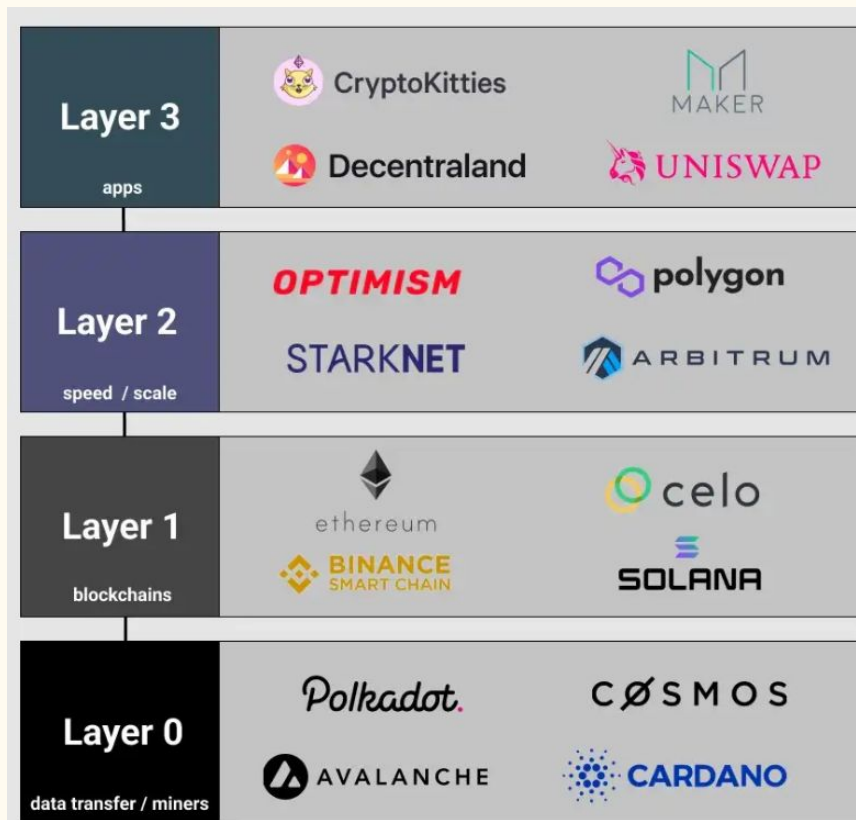 Layer 3
apps
CryptoKitties
MAKER
Decentraland
UNISWAP
Layer 2
speed / scale
OPTIMISM
polygon
STARKNET
ARBITRUM
Layer 1
blockchains
ethereum
celo
BINANCE
SMART CHAIN
SOLANA
Layer 0
data transfer / miners
Polkadot.
CØSMOS
AVALANCHE
CARDANO